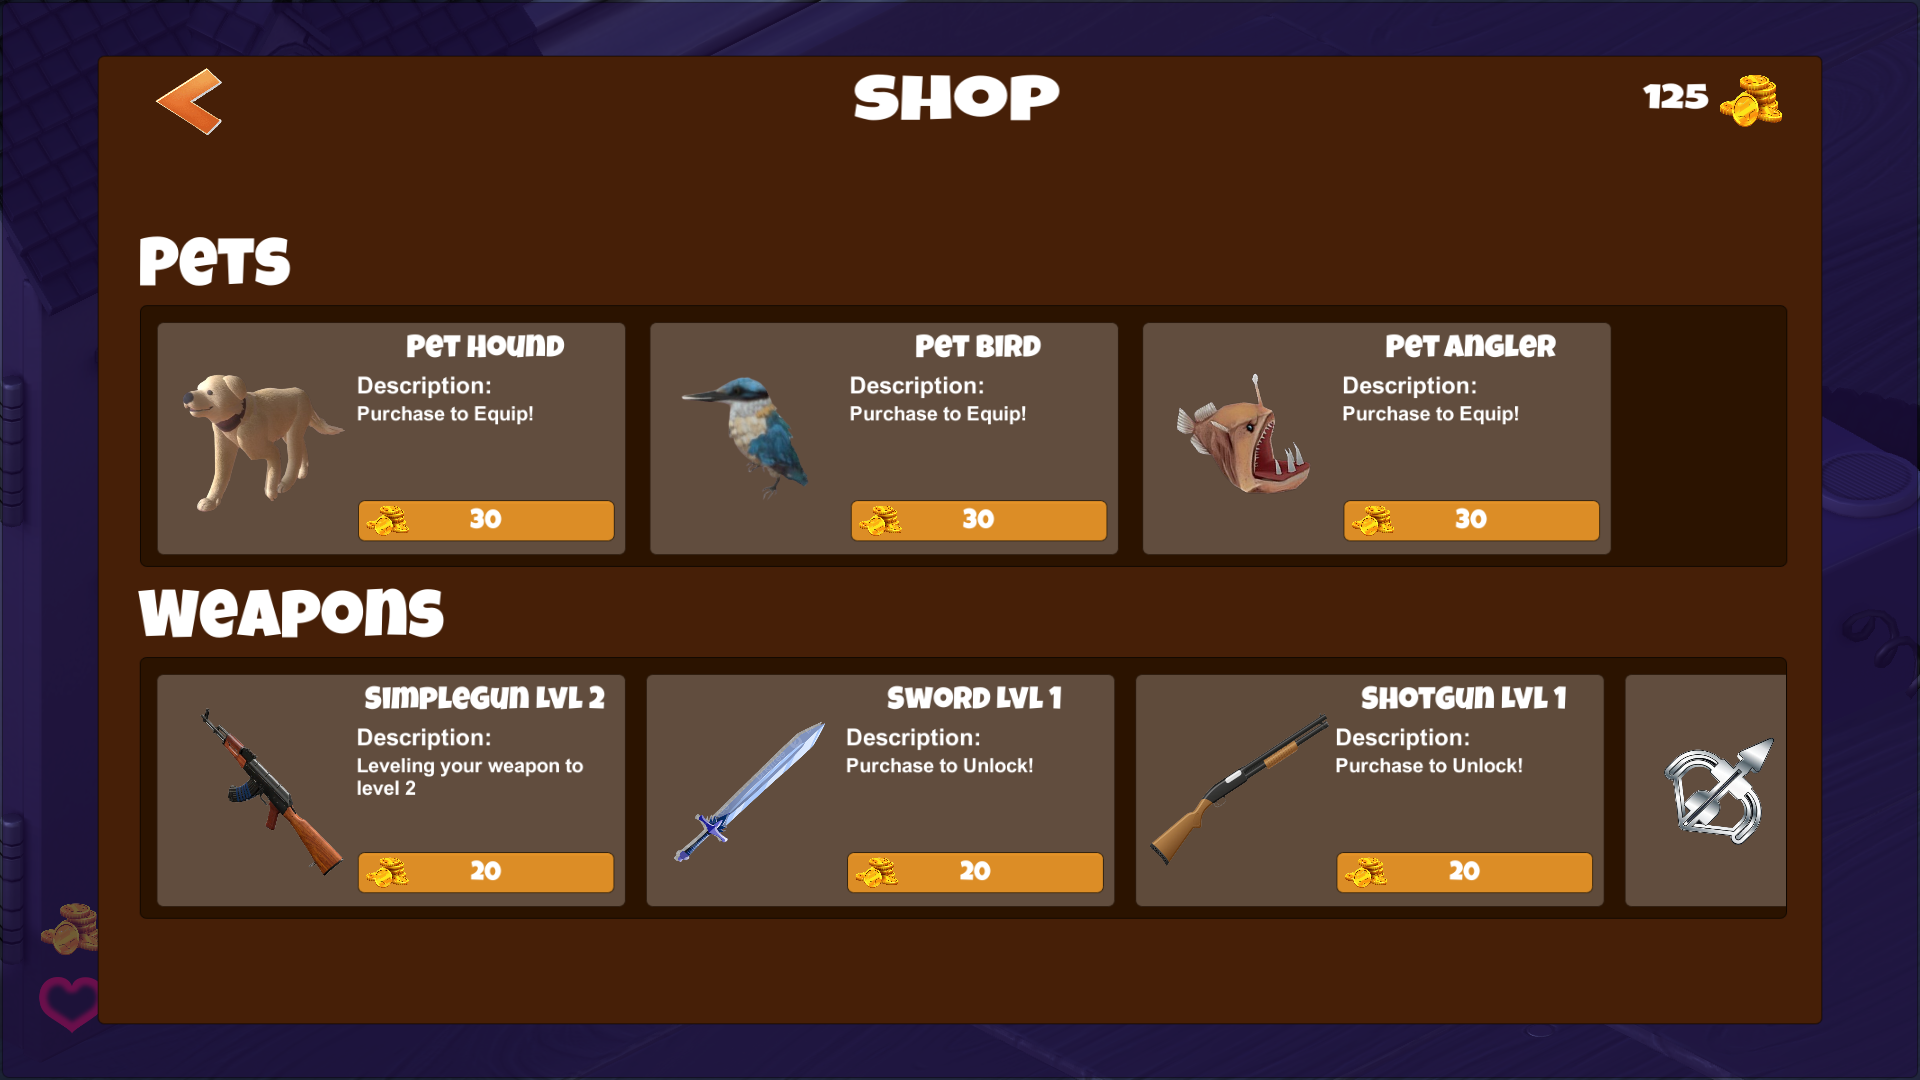 SHOP
125
Pets
Pet Hound
Description:
Purchase to Equip!
30
Pet Bird
Description:
Purchase to Equip!
30
Pet Angler
Description:
Purchase to Equip!
30
Weapons
SimpleGun LVL 2
Description:
Leveling your weapon to
level 2
20
Sword LVL 1
Description:
Purchase to Unlock!
20
Shotgun LVL 1
Description:
Purchase to Unlock!
20